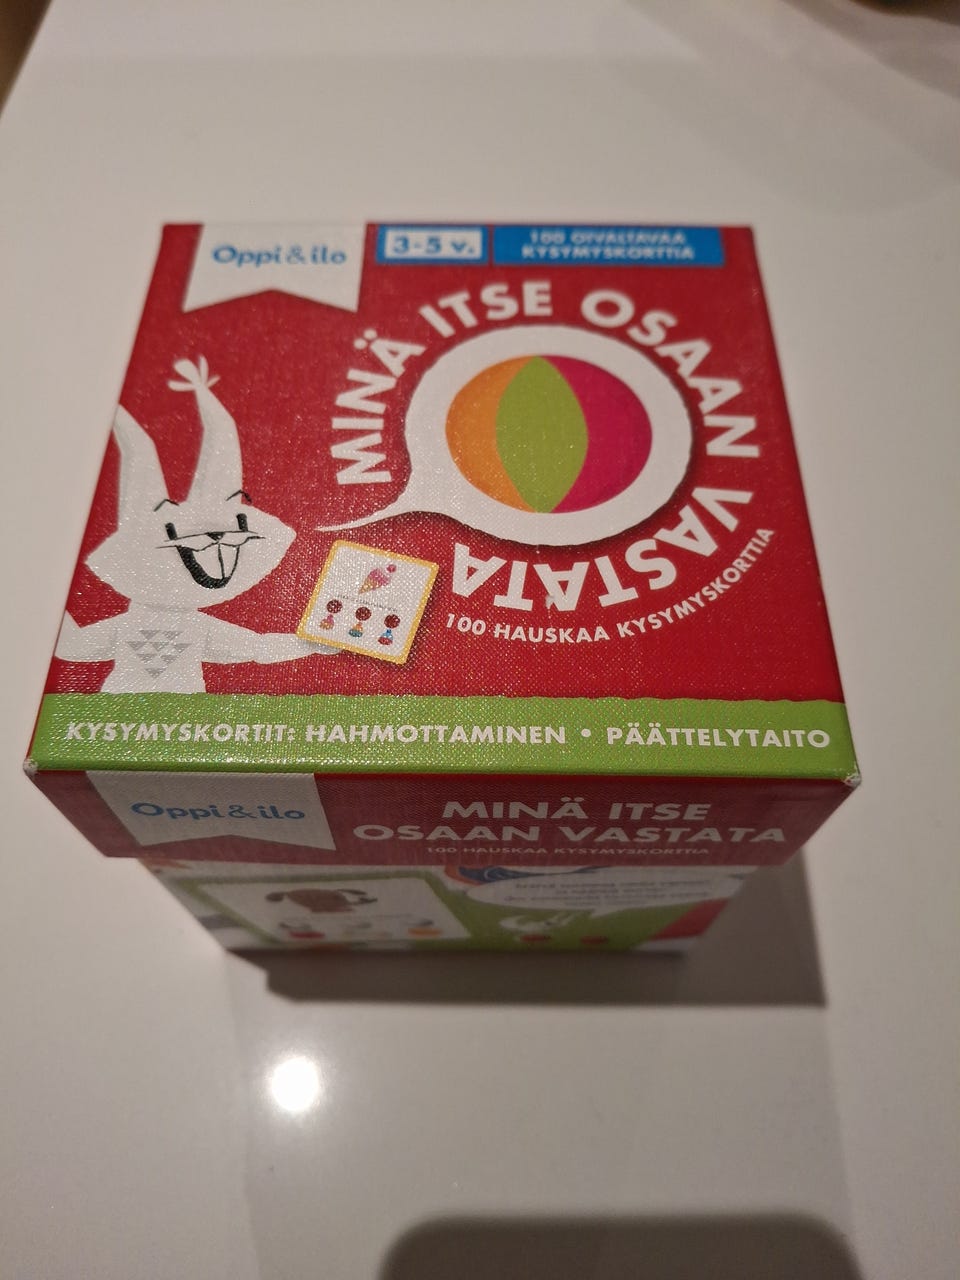 Oppi&ilo
3-5 v.
100 OIVALTAVAA
KYSYMYSKORTTIA
MINÄ ITSE OSAAN VASTATA
100 HAUSKAA KYSYMYSKORTTIA
KYSYMYSKORTIT: HAHMOTTAMINEN • PÄÄTTELYTAITO
Oppi&ilo
MINÄ ITSE
OSAAN VASTATA
100 HAUSKAA KYSYMYSKORTTIA